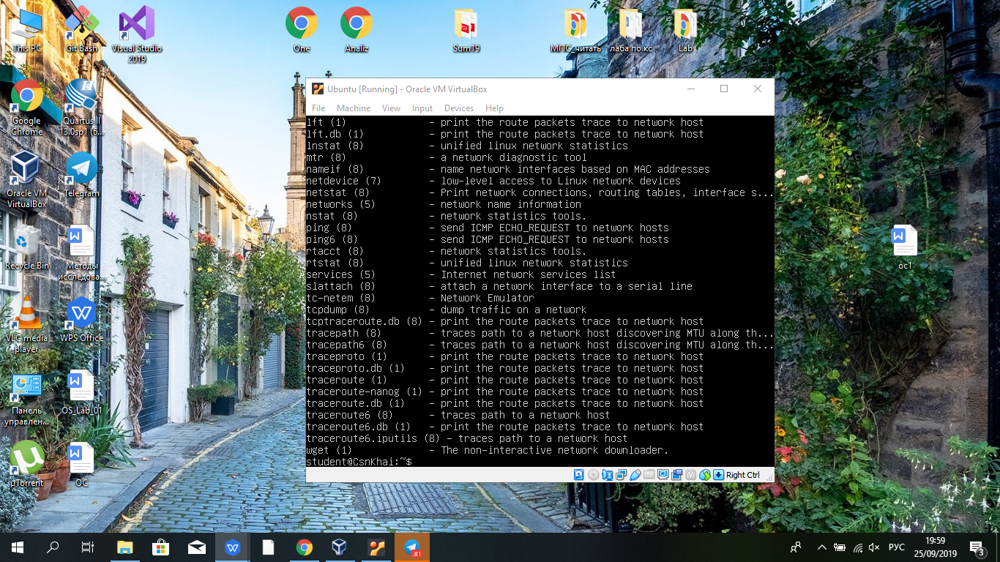 This PC
Git Bash
Visual Studio
2019
One
Analiz
Sum19
МПС_читать
лаба по кс
Lab
Google
Chrome
Quartus II
13.0sp1 (6...
Oracle VM
VirtualBox
Telegram
Recycle Bin
Методы
исследова...
VLC media
player
WPS Office
Панель
управлен...
OS_Lab_01
µTorrent
ОС
Ubuntu [Running] - Oracle VM VirtualBox
File Machine View Input Devices Help
lft (1) - print the route packets trace to network host
lft.db (1) - print the route packets trace to network host
lnstat (8) - unified linux network statistics
mtr (8) - a network diagnostic tool
nameif (8) - name network interfaces based on MAC addresses
netdevice (7) - low-level access to Linux network devices
netstat (8) - Print network connections, routing tables, interface s...
networks (5) - network name information
nstat (8) - network statistics tools.
ping (8) - send ICMP ECHO_REQUEST to network hosts
ping6 (8) - send ICMP ECHO_REQUEST to network hosts
rtacct (8) - network statistics tools.
rtstat (8) - unified linux network statistics
services (5) - Internet network services list
slattach (8) - attach a network interface to a serial line
tc-netem (8) - Network Emulator
tcpdump (8) - dump traffic on a network
tcptraceroute.db (8) - print the route packets trace to network host
tracepath (8) - traces path to a network host discovering MTU along th...
tracepath6 (8) - traces path to a network host discovering MTU along th...
traceproto (1) - print the route packets trace to network host
traceproto.db (1) - print the route packets trace to network host
traceroute (1) - print the route packets trace to network host
traceroute-nanog (1) - print the route packets trace to network host
traceroute.db (1) - print the route packets trace to network host
traceroute6 (8) - traces path to a network host
traceroute6.db (1) - print the route packets trace to network host
traceroute6.iputils (8) - traces path to a network host
wget (1) - The non-interactive network downloader.
student@CsnKhai:~$
Right Ctrl
ос1
..81
РУС
19:59
25/09/2019
3